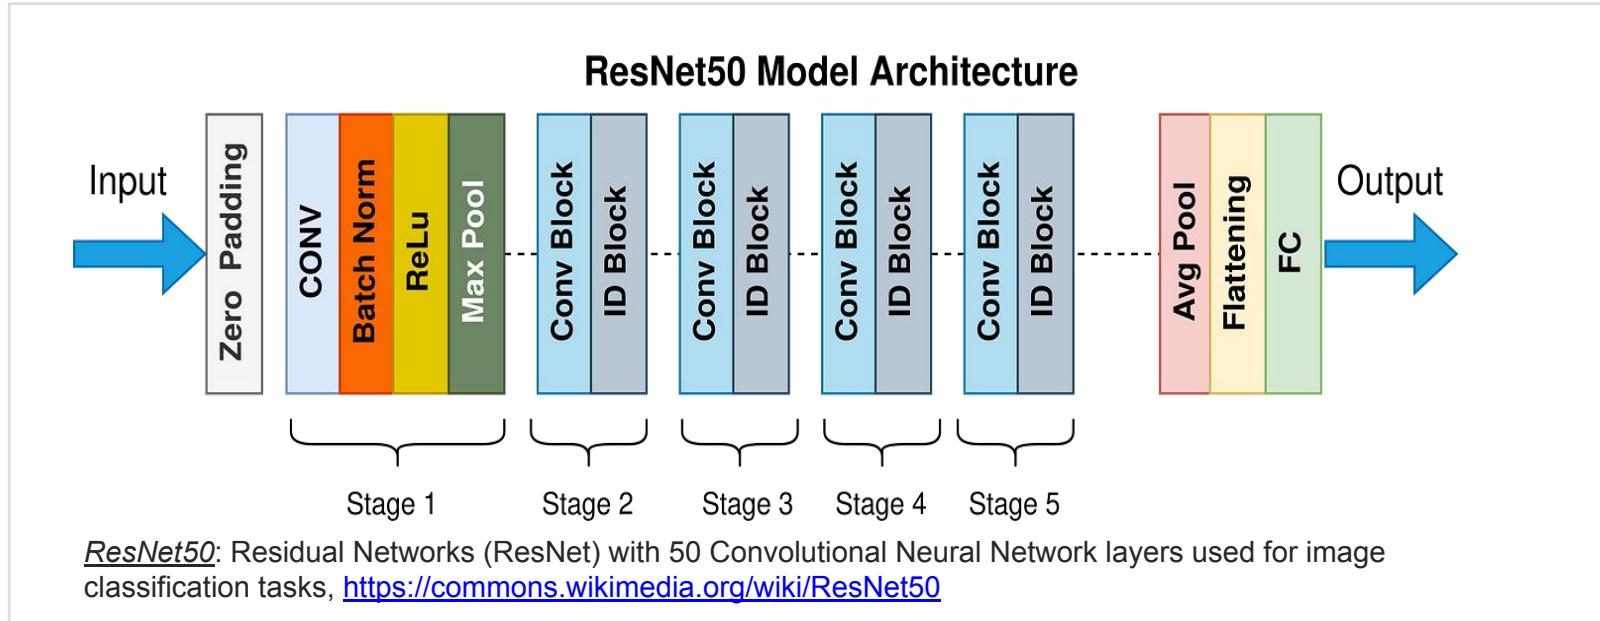 ResNet50 Model Architecture
Input
Zero Padding
CONV
Batch Norm
ReLu
Max Pool
Conv Block
ID Block
Conv Block
ID Block
Conv Block
ID Block
Conv Block
ID Block
Avg Pool
Flattening
FC
Output
Stage 1
Stage 2
Stage 3
Stage 4
Stage 5
ResNet50: Residual Networks (ResNet) with 50 Convolutional Neural Network layers used for image
classification tasks, https://commons.wikimedia.org/wiki/ResNet50